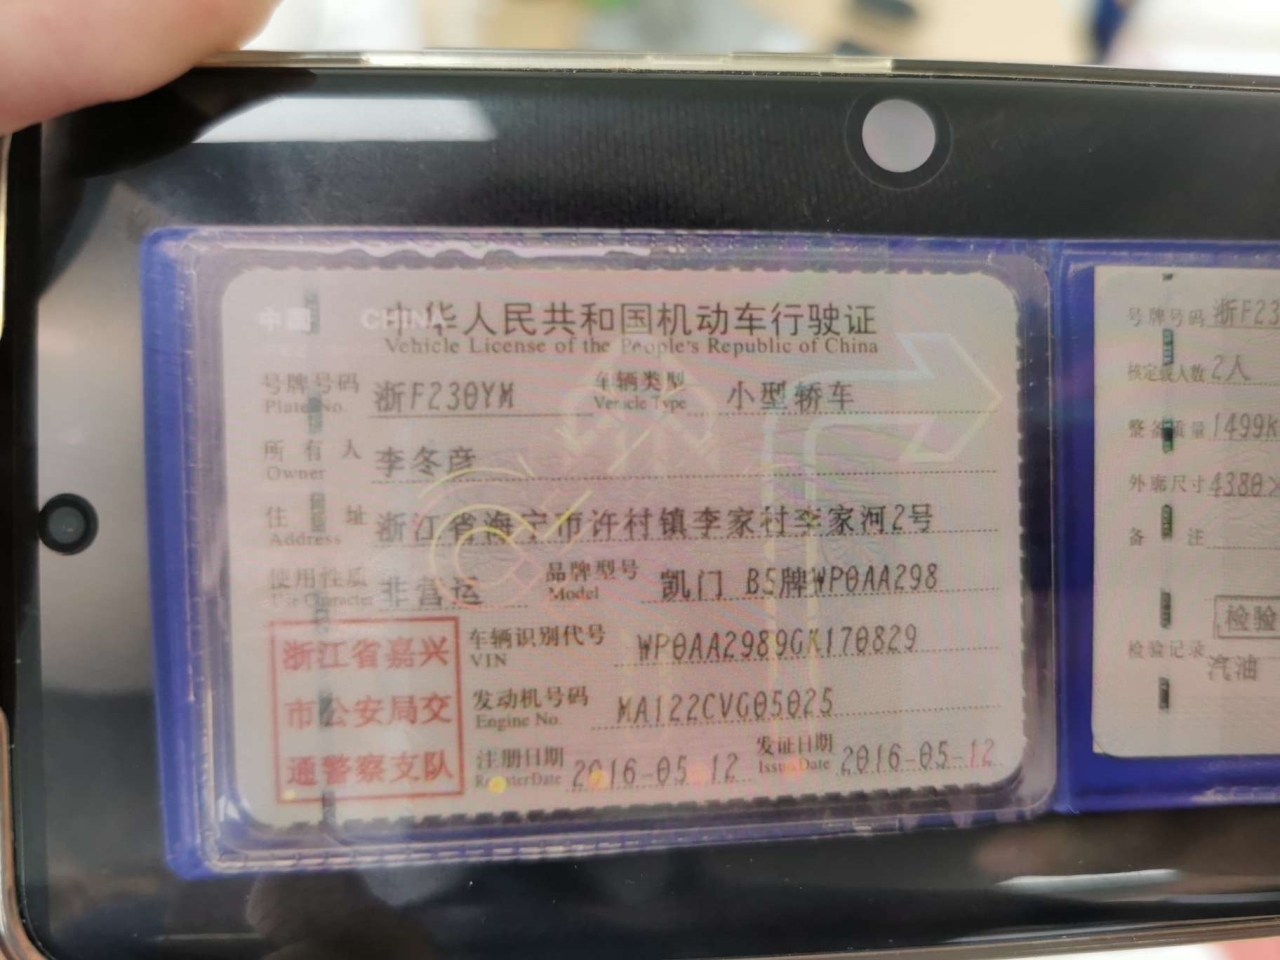 中国 CHINA
中华人民共和国机动车行驶证
Vehicle License of the People's Republic of China
号牌号码 浙F230YM 车辆类型 小型轿车
Plate No. Vehicle Type
所有人 李冬彦
Owner
住址 浙江省海宁市许村镇李家村李家河2号
Address
使用性质 非营运 品牌型号 凯门 B5牌WP0AA298
Use Character Model
浙江省嘉兴
市公安局交
通警察支队
车辆识别代号 WP0AA2989GK170829
VIN
发动机号码 MA122CVG05025
Engine No.
注册日期 2016-05-12 发证日期 2016-05-12
Register Date Issue Date
号牌号码 浙F23
核定载人数 2人
整备质量 1499K
外廓尺寸 4380×
备注
检验
检验记录
汽油